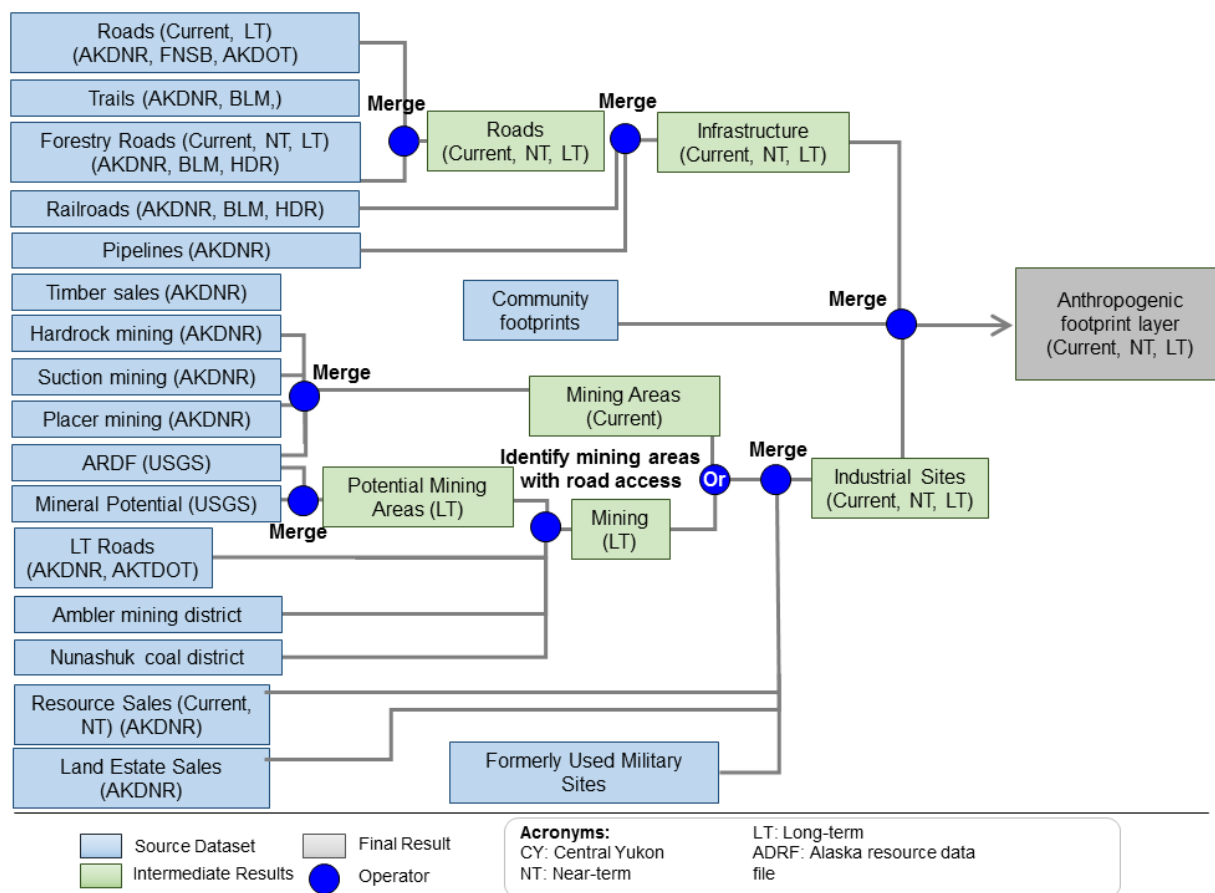 Roads (Current, LT)
(AKDNR, FNSB, AKDOT)
Trails (AKDNR, BLM,)
Forestry Roads (Current, NT, LT)
(AKDNR, BLM, HDR)
Railroads (AKDNR, BLM, HDR)
Pipelines (AKDNR)
Timber sales (AKDNR)
Hardrock mining (AKDNR)
Suction mining (AKDNR)
Placer mining (AKDNR)
ARDF (USGS)
Mineral Potential (USGS)
LT Roads
(AKDNR, AKTDOT)
Ambler mining district
Nunashuk coal district
Resource Sales (Current,
NT) (AKDNR)
Land Estate Sales
(AKDNR)
Merge
Roads
(Current, NT, LT)
Merge
Infrastructure
(Current, NT, LT)
Community
footprints
Merge
Anthropogenic
footprint layer
(Current, NT, LT)
Merge
Mining Areas
(Current)
Identify mining areas
with road access
Or
Merge
Industrial Sites
(Current, NT, LT)
Potential Mining
Areas (LT)
Merge
Mining
(LT)
Formerly Used Military
Sites
Source Dataset
Final Result
Intermediate Results
Operator
Acronyms:
CY: Central Yukon
NT: Near-term
LT: Long-term
ADRF: Alaska resource data
file